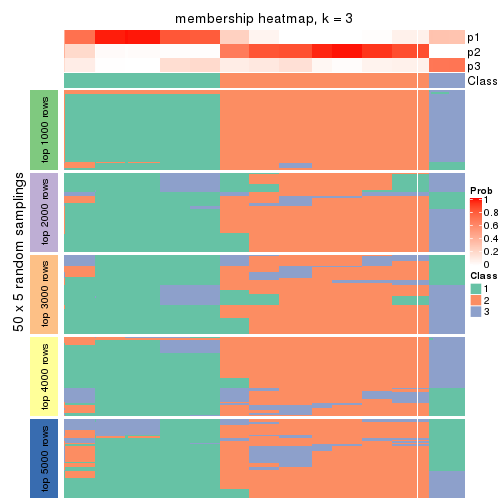 membership heatmap, k = 3
p1
p2
p3
Class
50 x 5 random samplings
top 1000 rows
top 2000 rows
top 3000 rows
top 4000 rows
top 5000 rows
Prob
1
0.8
0.6
0.4
0.2
0
Class
1
2
3